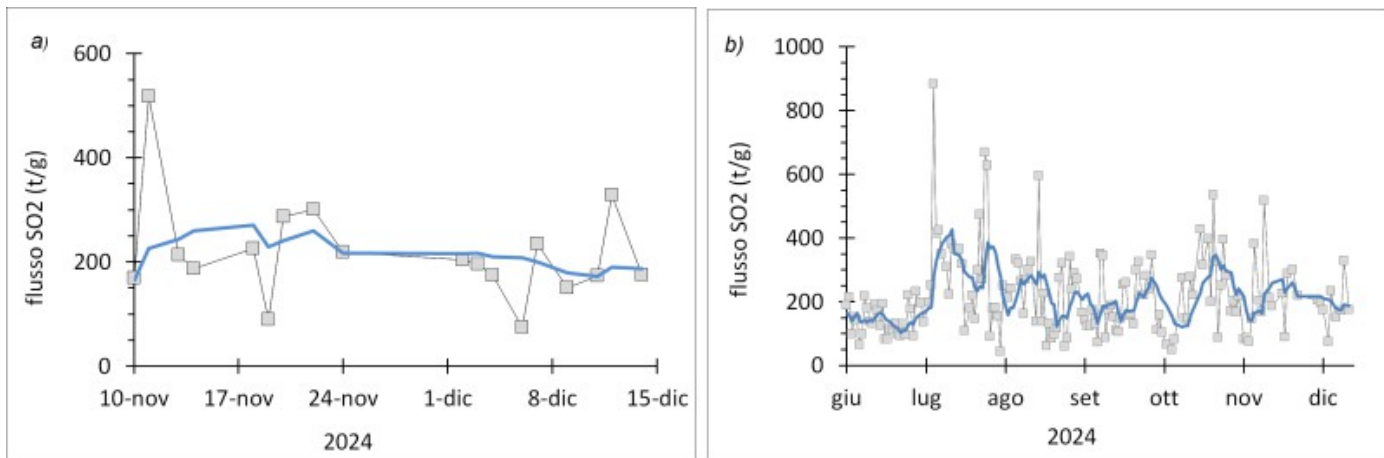 a)
flusso SO2 (t/g)
600
400
200
0
10-nov 17-nov 24-nov 1-dic 8-dic 15-dic
2024
b)
flusso SO2 (t/g)
1000
800
600
400
200
0
giu lug ago set ott nov dic
2024